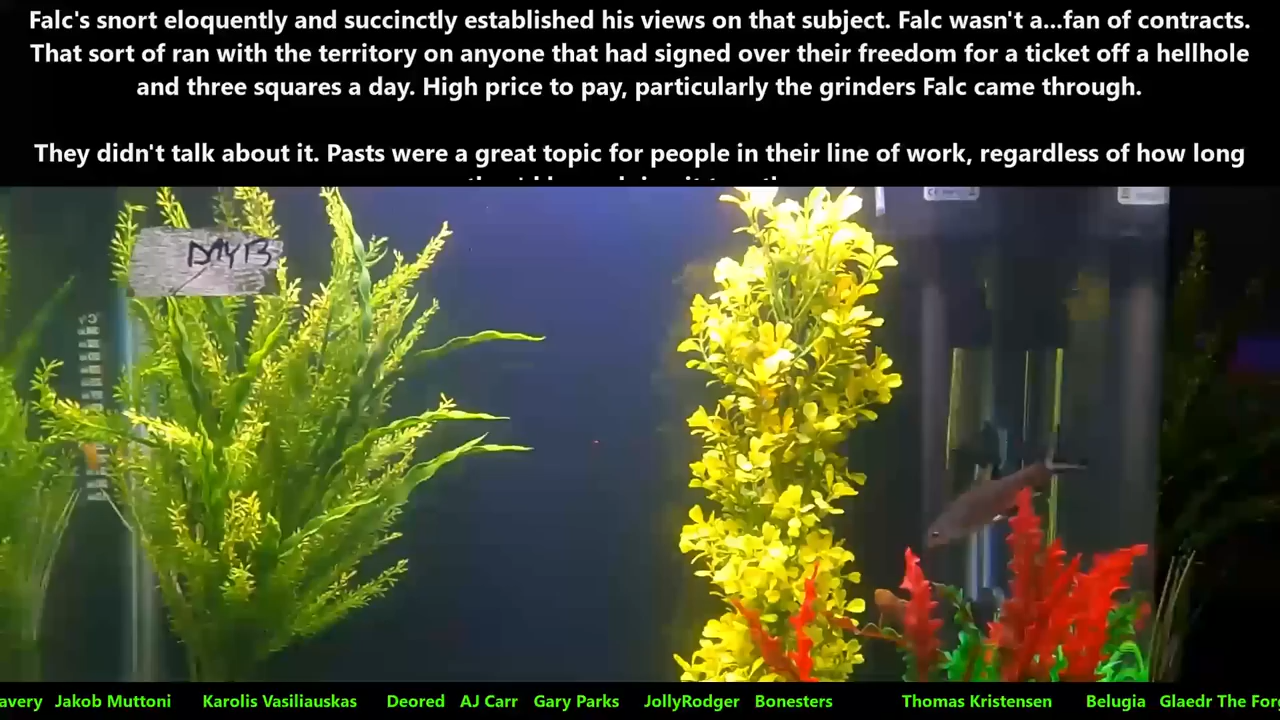 Falc's snort eloquently and succinctly established his views on that subject. Falc wasn't a...fan of contracts.
That sort of ran with the territory on anyone that had signed over their freedom for a ticket off a hellhole
and three squares a day. High price to pay, particularly the grinders Falc came through.
They didn't talk about it. Pasts were a great topic for people in their line of work, regardless of how long
DAY 13
avery Jakob Muttoni Karolis Vasiliauskas Deored AJ Carr Gary Parks JollyRodger Bonesters Thomas Kristensen Belugia Glaedr The For